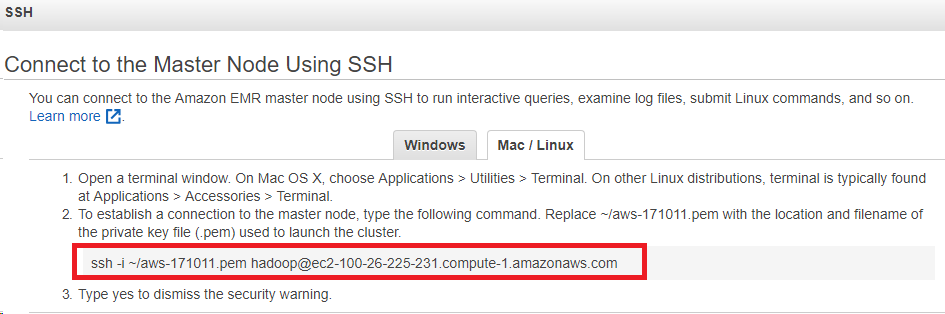 SSH
Connect to the Master Node Using SSH
You can connect to the Amazon EMR master node using SSH to run interactive queries, examine log files, submit Linux commands, and so on.
Learn more .
Windows
Mac / Linux
1. Open a terminal window. On Mac OS X, choose Applications > Utilities > Terminal. On other Linux distributions, terminal is typically found
at Applications > Accessories > Terminal.
2. To establish a connection to the master node, type the following command. Replace ~/aws-171011.pem with the location and filename of
the private key file (.pem) used to launch the cluster.
ssh -i ~/aws-171011.pem hadoop@ec2-100-26-225-231.compute-1.amazonaws.com
3. Type yes to dismiss the security warning.